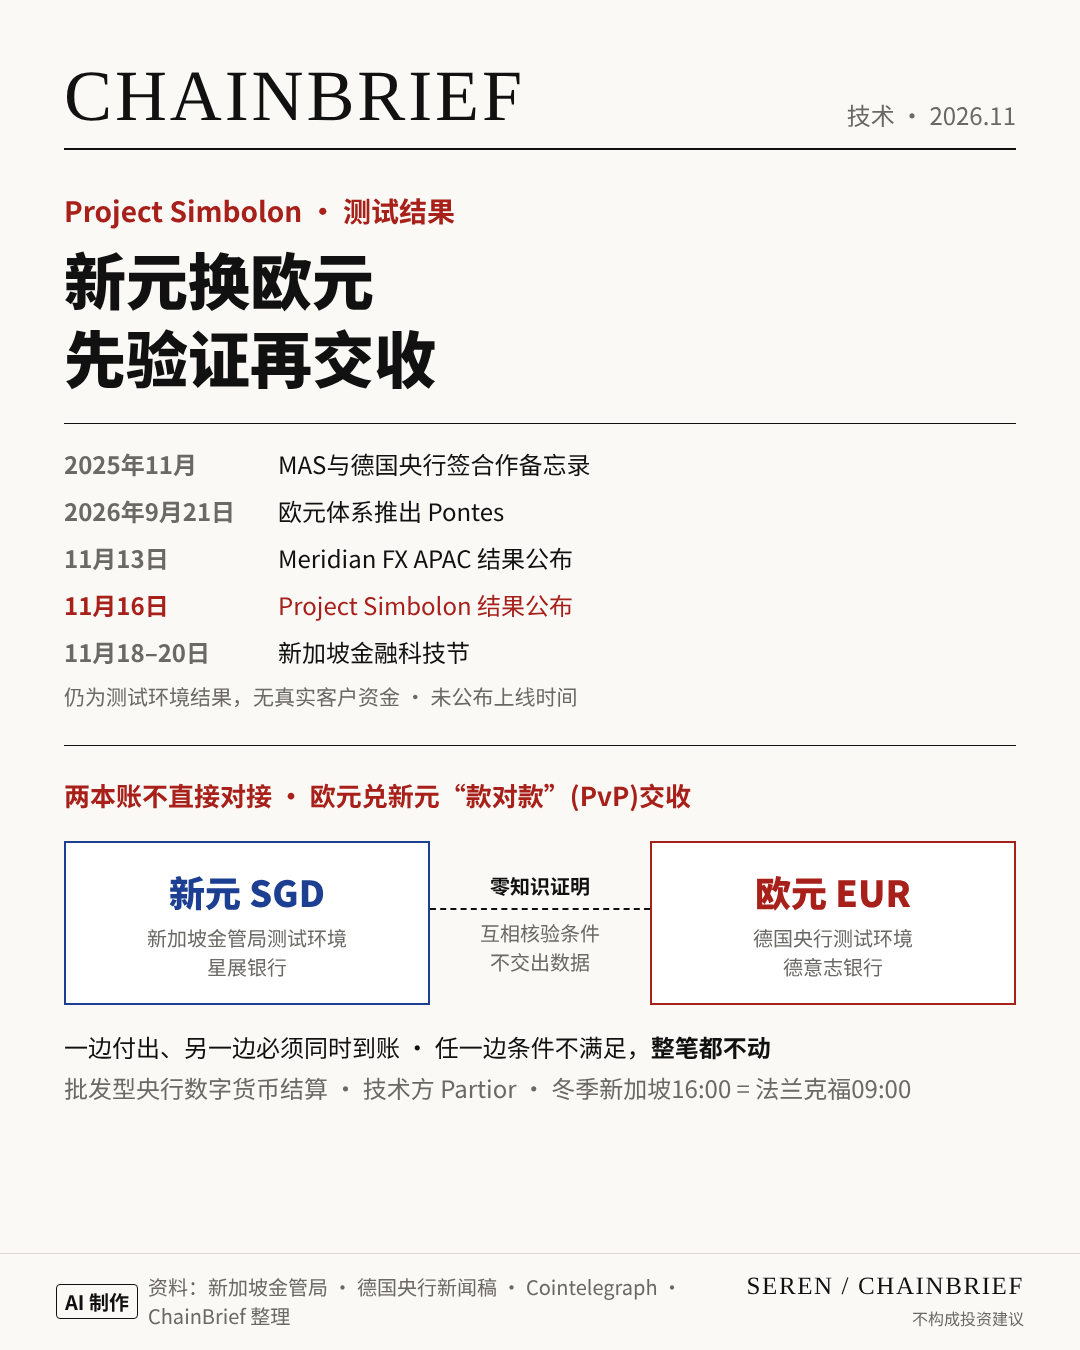 CHAINBRIEF
技术 · 2026.11
Project Simbolon · 测试结果
新元换欧元
先验证再交收
2025年11月 MAS与德国央行签合作备忘录
2026年9月21日 欧元体系推出 Pontes
11月13日 Meridian FX APAC 结果公布
11月16日 Project Simbolon 结果公布
11月18–20日 新加坡金融科技节
仍为测试环境结果，无真实客户资金 · 未公布上线时间
两本账不直接对接 · 欧元兑新元“款对款”(PvP)交收
新元 SGD
新加坡金管局测试环境
星展银行
零知识证明
互相核验条件
不交出数据
欧元 EUR
德国央行测试环境
德意志银行
一边付出、另一边必须同时到账 · 任一边条件不满足，整笔都不动
批发型央行数字货币结算 · 技术方 Partior · 冬季新加坡16:00 = 法兰克福09:00
AI 制作
资料：新加坡金管局 · 德国央行新闻稿 · Cointelegraph ·
ChainBrief 整理
SEREN / CHAINBRIEF
不构成投资建议